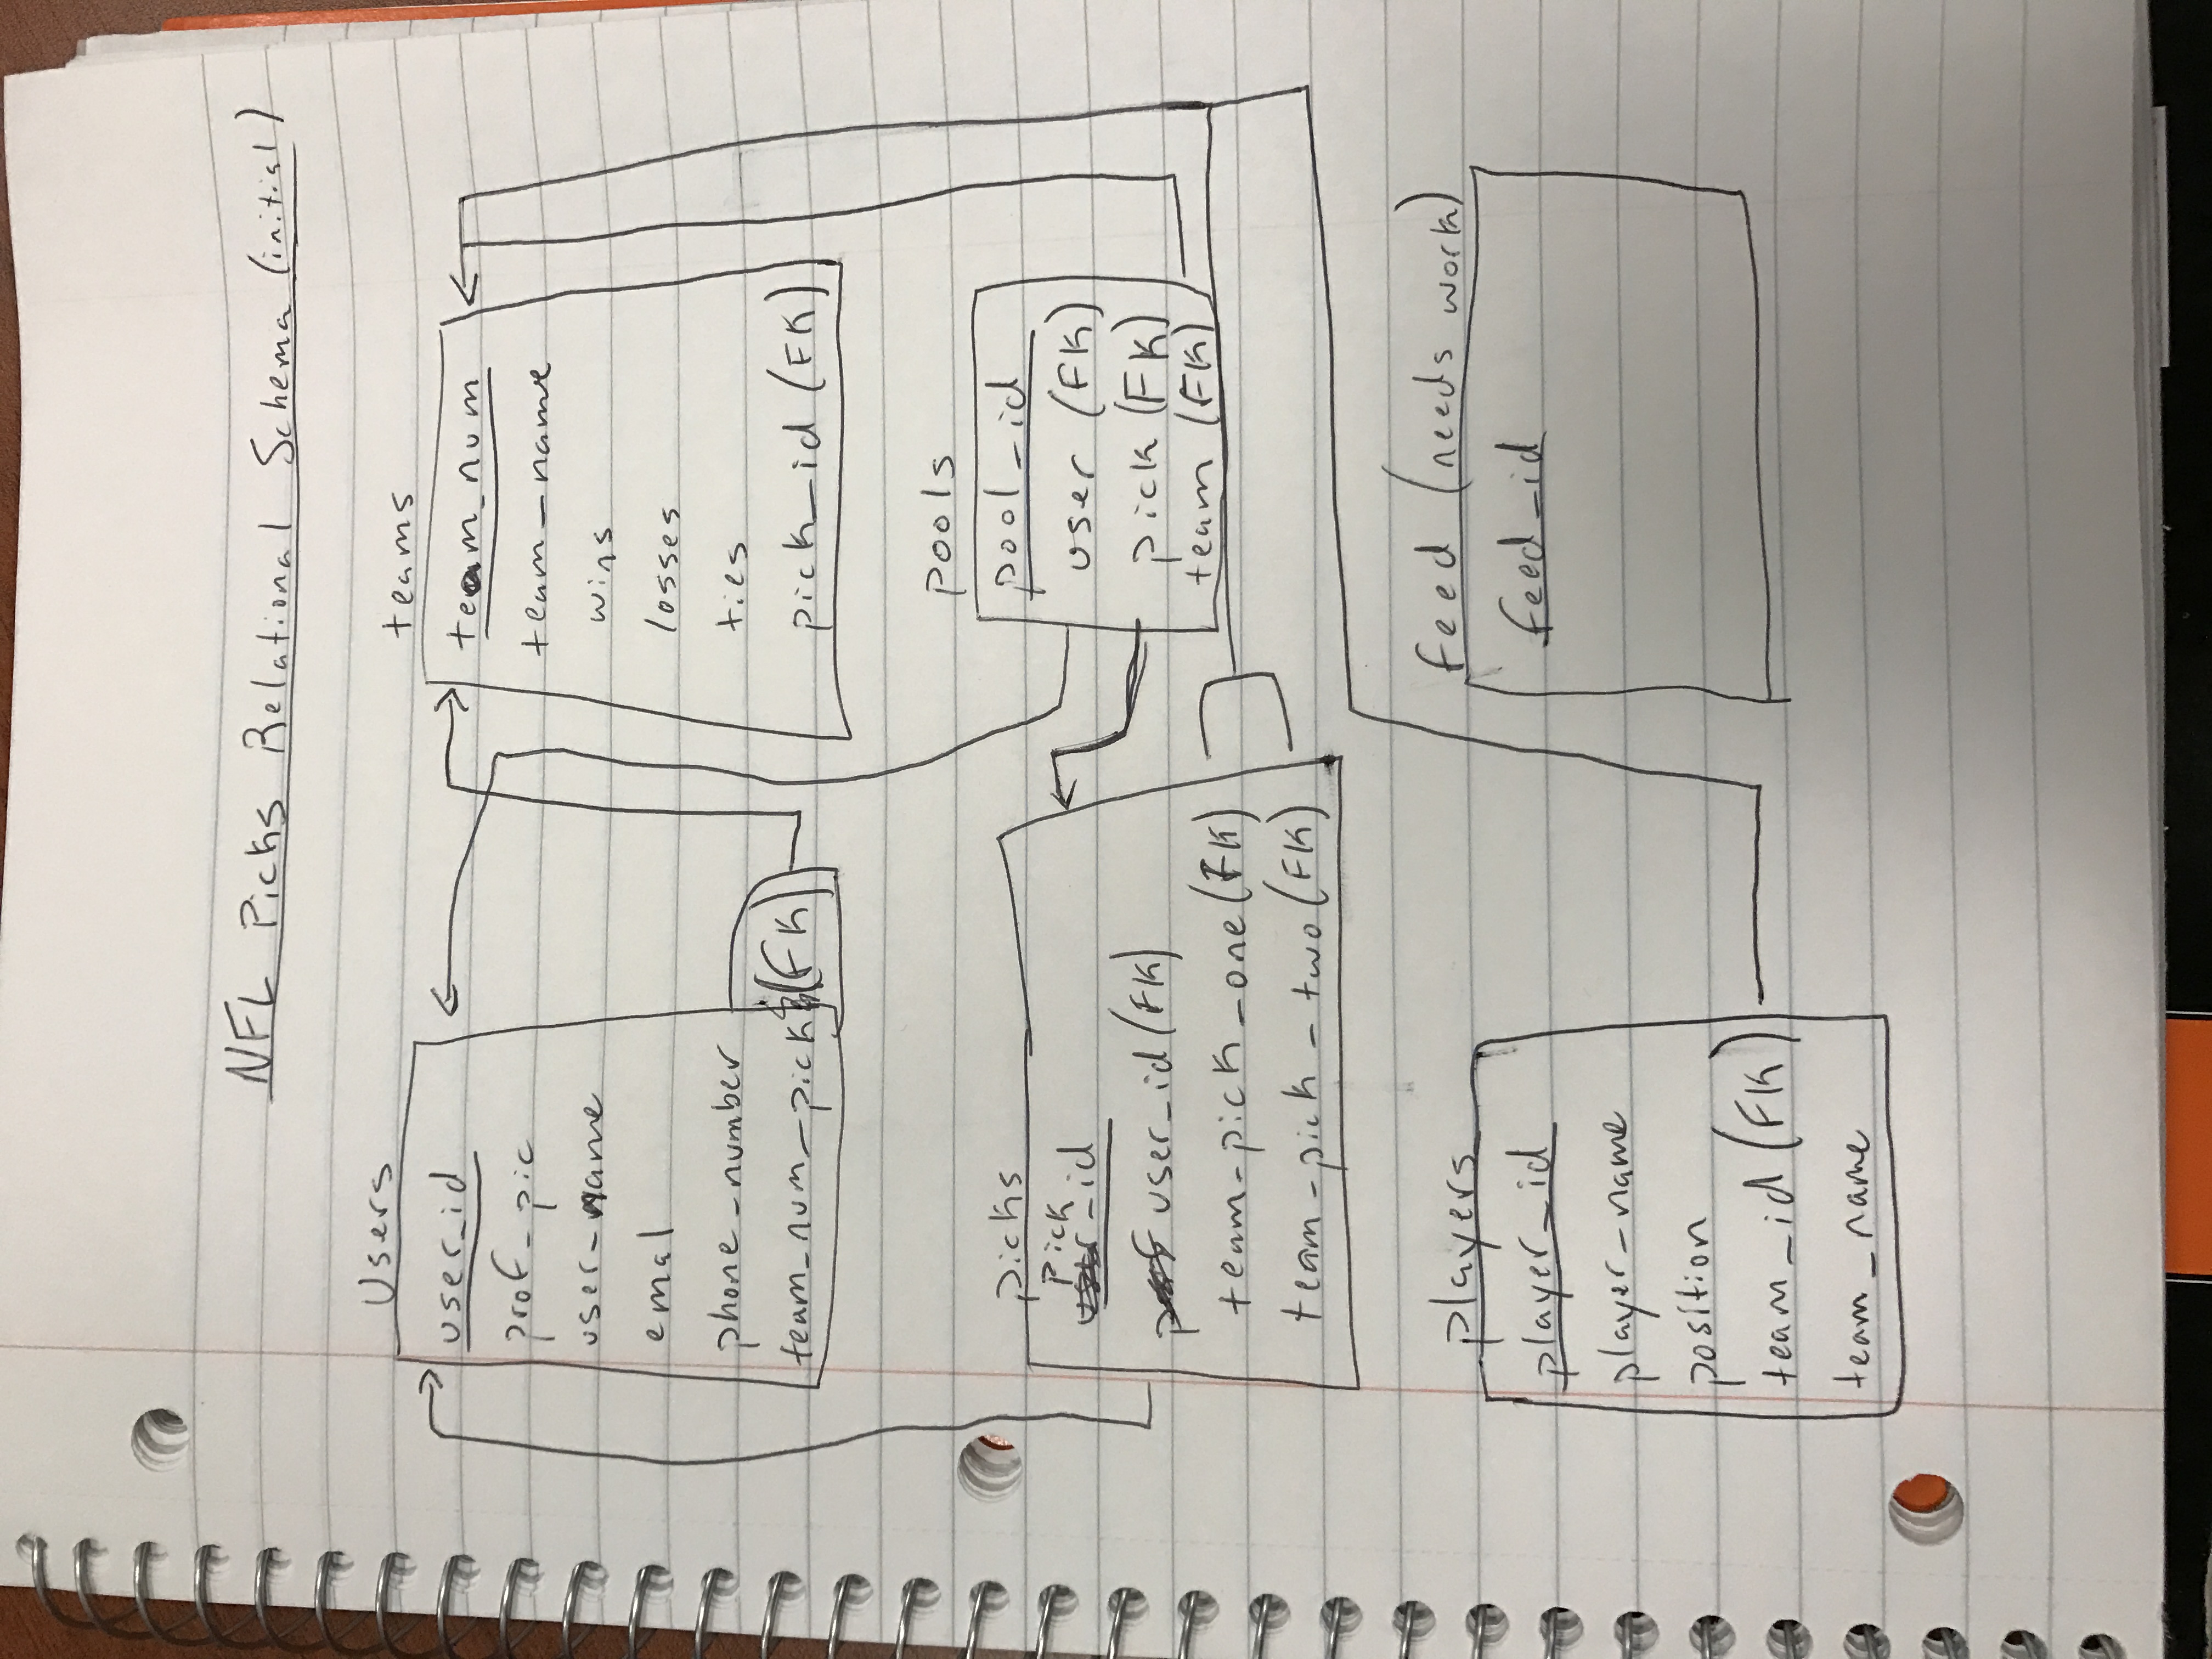 NFL Picks Relational Schema (initial)
Users
user_id
prof_pic
user_name
emal
phone_number
team_num_pick (FK)
teams
team_num
team_name
wins
losses
ties
pick_id (FK)
picks
pick_id
user_id (FK)
team_pick_one (FK)
team_pick_two (FK)
pools
pool_id
user (FK)
pick (FK)
team (FK)
players
player_id
player_name
position
team_id (FK)
team_name
feed (needs work)
feed_id